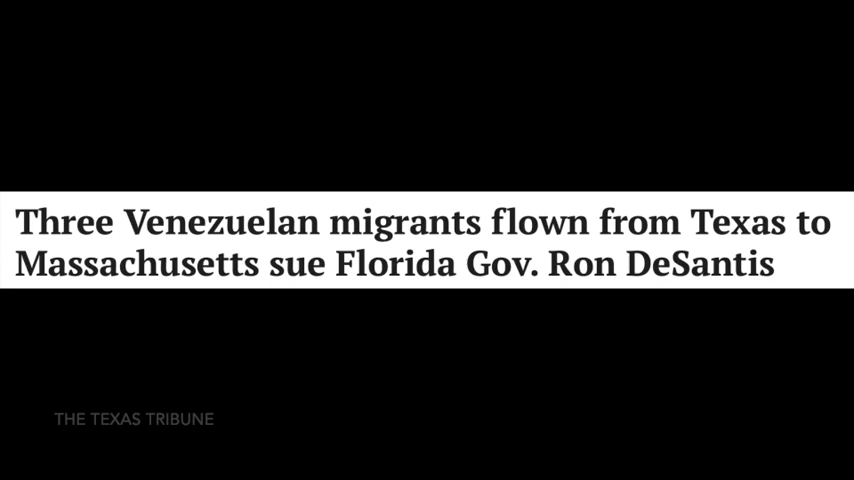 Three Venezuelan migrants flown from Texas to
Massachusetts sue Florida Gov. Ron DeSantis
THE TEXAS TRIBUNE